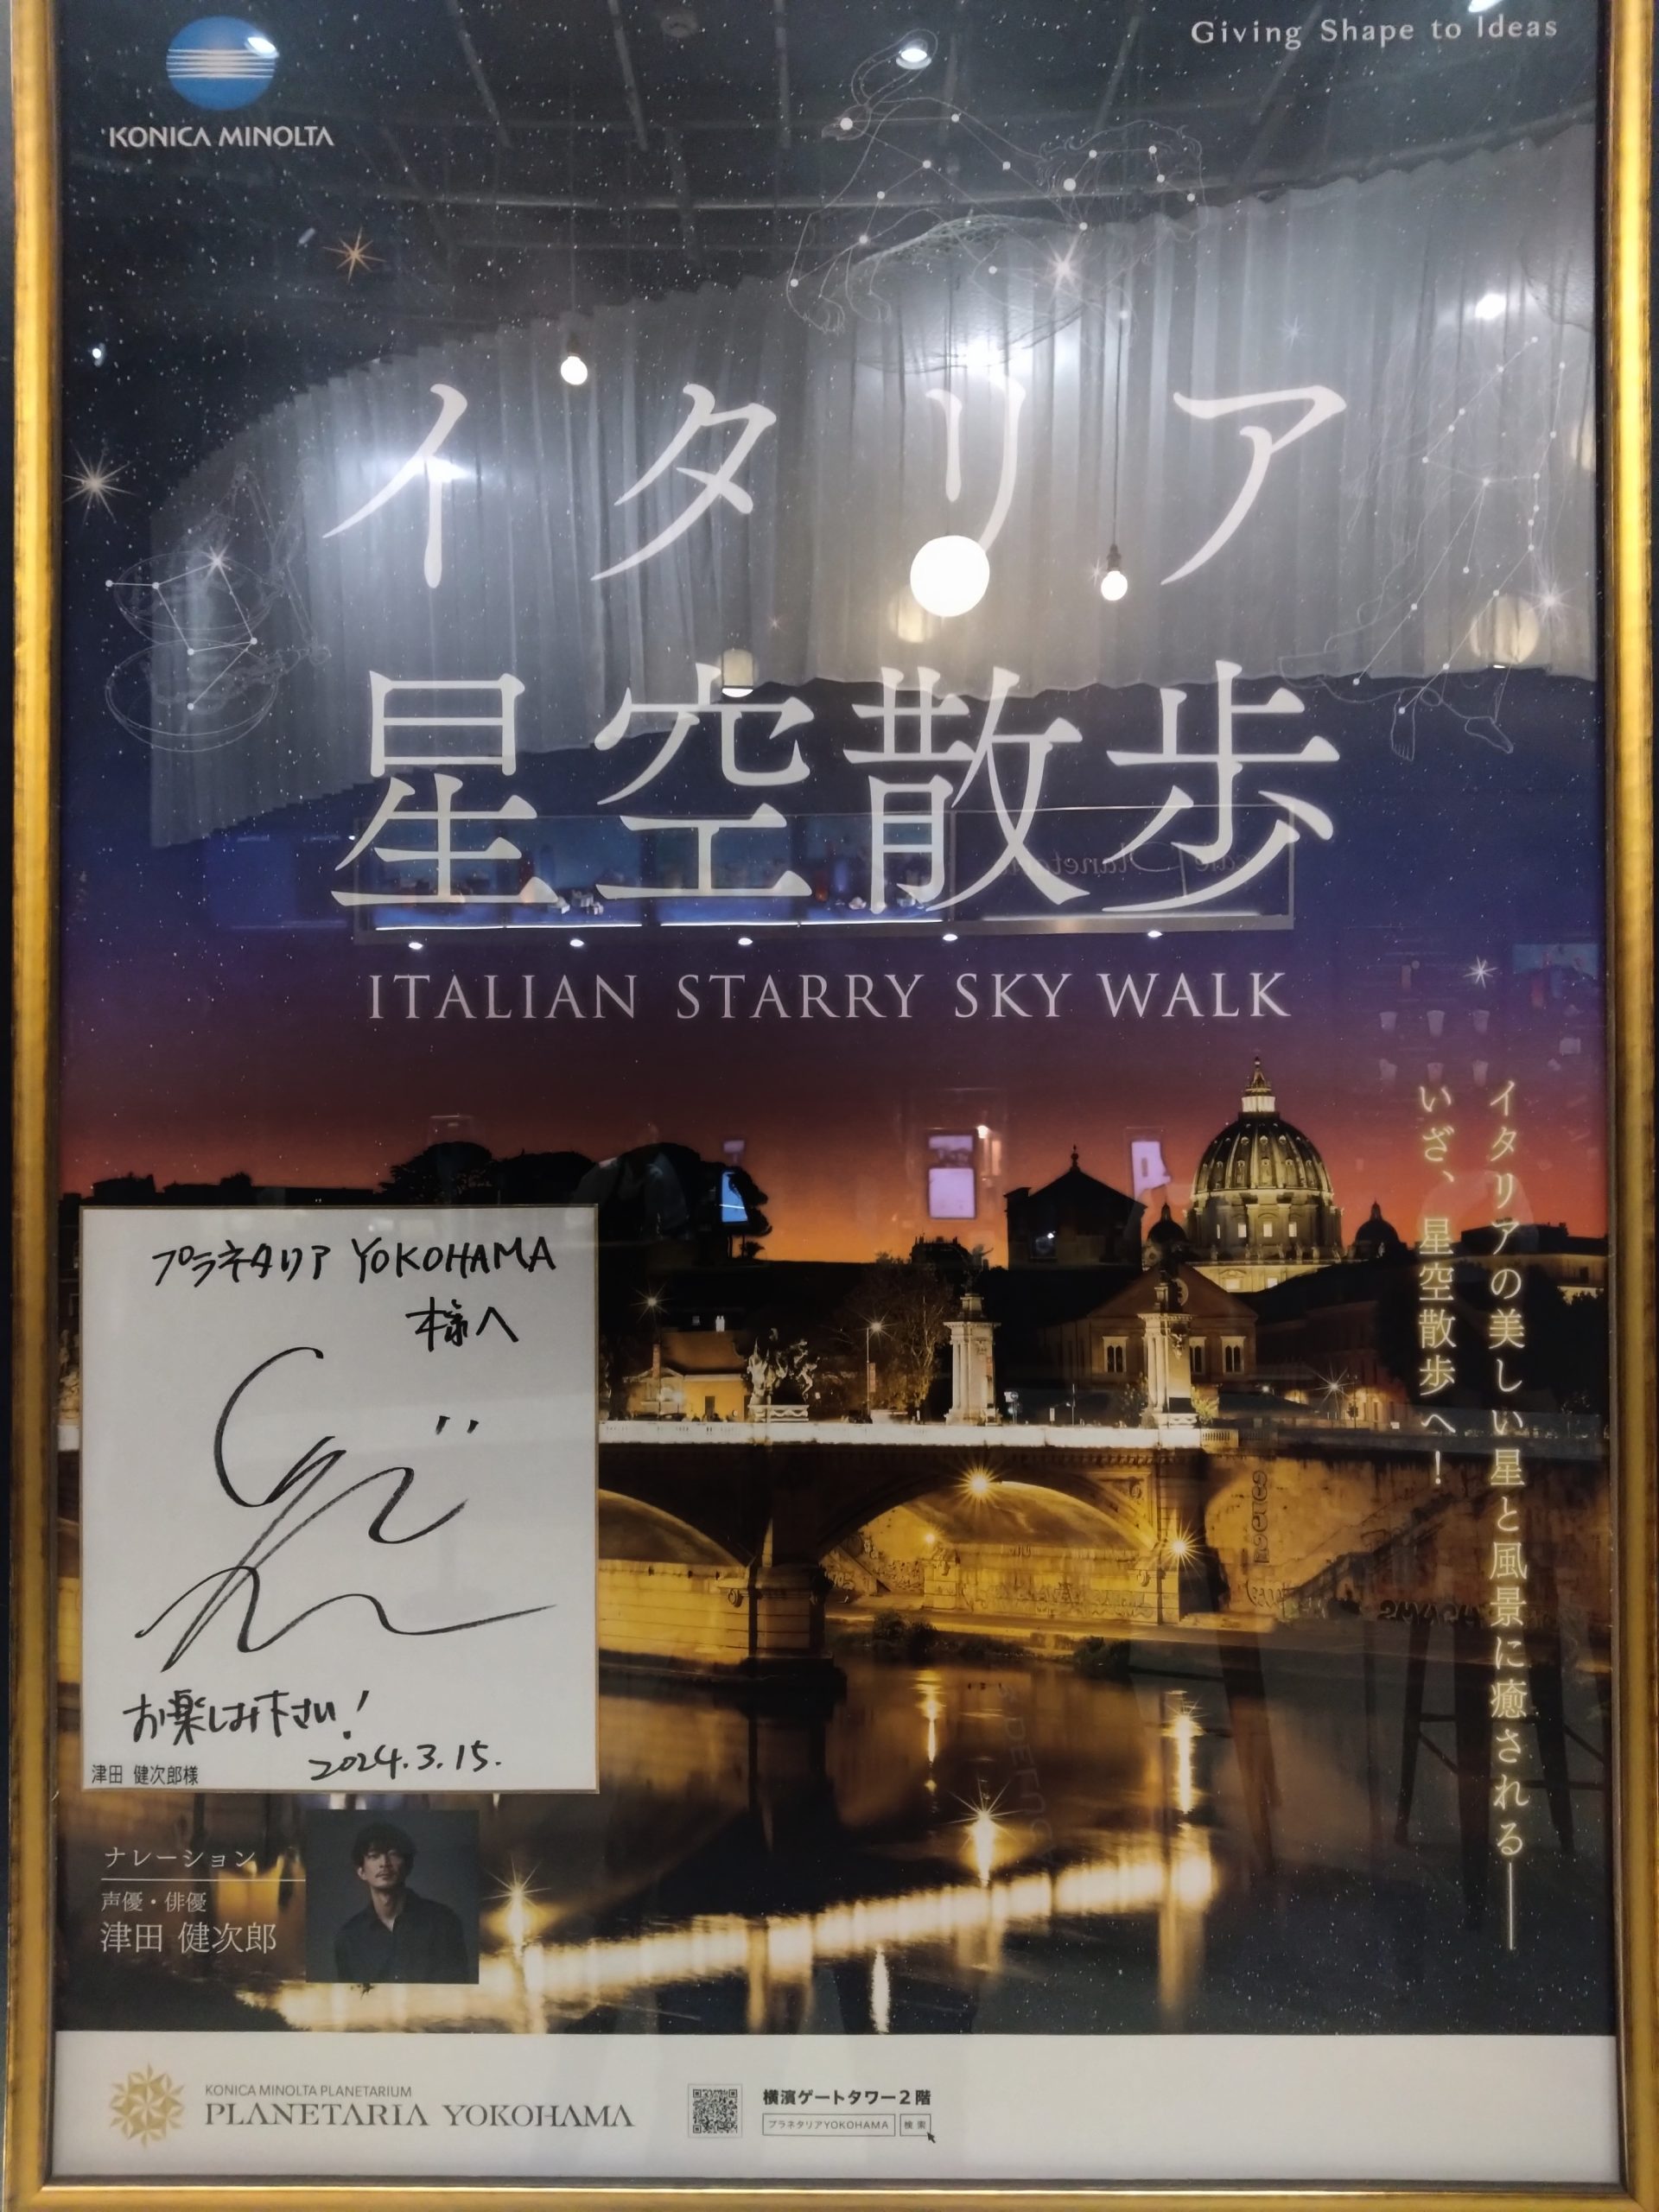 KONICA MINOLTA
Giving Shape to Ideas
イタリア
星空散歩
ITALIAN STARRY SKY WALK
イタリアの美しい星と風景に癒される――
いざ、星空散歩へ！
プラネタリア YOKOHAMA
様へ
お楽しみ下さい!
2024.3.15.
津田 健次郎様
ナレーション
声優・俳優
津田 健次郎
KONICA MINOLTA PLANETARIUM
PLANETARIA YOKOHAMA
横濱ゲートタワー2階
プラネタリアYOKOHAMA 検索